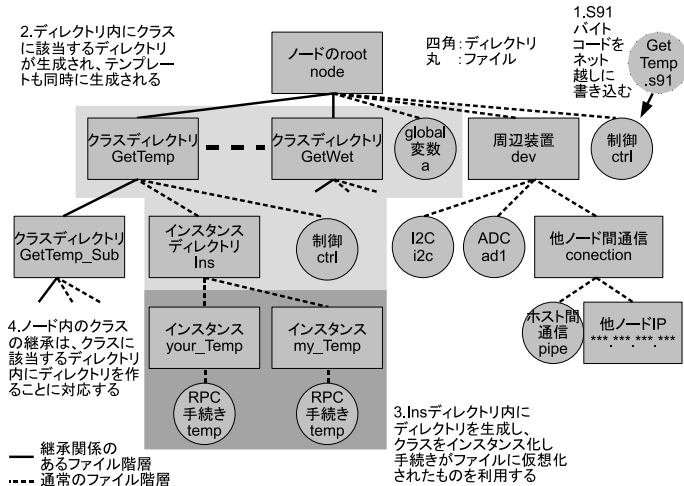 2.ディレクトリ内にクラス
に該当するディレクトリ
が生成され、テンプレー
トも同時に生成される
ノードのroot
node
四角:ディレクトリ
丸　:ファイル
1.S91
バイト
コードを
ネット
越しに
書き込む
Get
Temp
.s91
クラスディレクトリ
GetTemp
クラスディレクトリ
GetWet
global
変数
a
周辺装置
dev
制御
ctrl
クラスディレクトリ
GetTemp_Sub
インスタンス
ディレクトリ
Ins
制御
ctrl
I2C
i2c
ADC
ad1
他ノード間通信
conection
4.ノード内のクラス
の継承は、クラスに
該当するディレクトリ
内にディレクトリを作
ることに対応する
インスタンス
your_Temp
インスタンス
my_Temp
ホスト間
通信
pipe
他ノードIP
***.***.***.***
RPC
手続き
temp
RPC
手続き
temp
3.Insディレクトリ内に
ディレクトリを生成し、
クラスをインスタンス化し
手続きがファイルに仮想化
されたものを利用する
継承関係の
あるファイル階層
通常のファイル階層